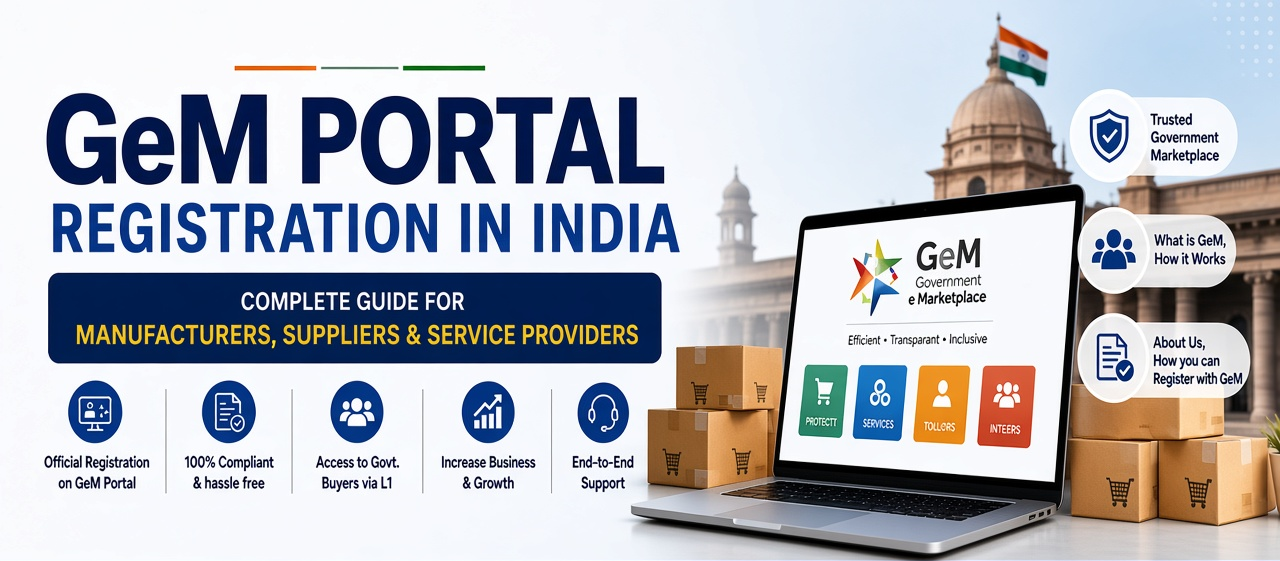 GeM PORTAL
REGISTRATION IN INDIA
COMPLETE GUIDE FOR
MANUFACTURERS, SUPPLIERS & SERVICE PROVIDERS
Official Registration
on GeM Portal
100% Compliant
& hassle free
Access to Govt.
Buyers via L1
Increase Business
& Growth
End-to-End
Support
GeM
Government
e Marketplace
Efficient • Transparant • Inclusive
PROTECTT
SERVICES
TOLLERS
INTEERS
Trusted
Government
Marketplace
What is GeM,
How it Works
About Us,
How you can
Register with GeM